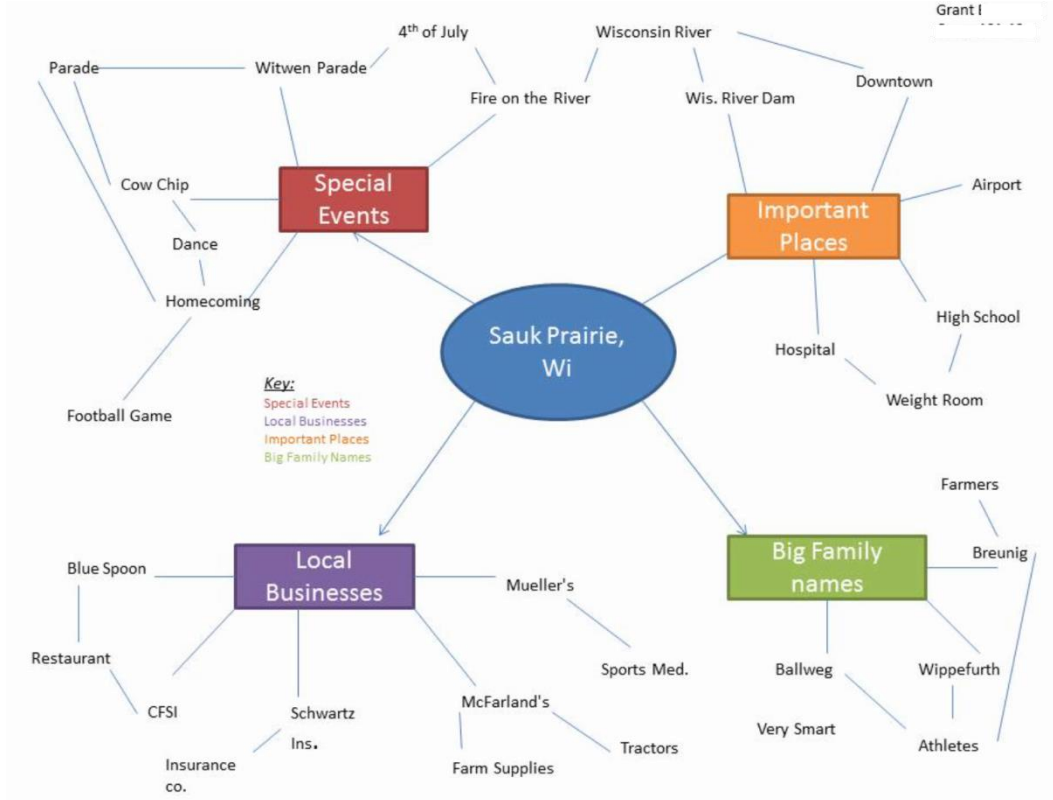 Grant
4th of July
Wisconsin River
Parade
Witwen Parade
Fire on the River
Wis. River Dam
Downtown
Cow Chip
Special
Events
Important
Places
Airport
Dance
Homecoming
Football Game
Sauk Prairie,
Wi
High School
Hospital
Weight Room
Key:
Special Events
Local Businesses
Important Places
Big Family Names
Farmers
Blue Spoon
Local
Businesses
Mueller's
Big Family
names
Breunig
Restaurant
Sports Med.
Ballweg
Wippefurth
CFSI
Schwartz
Ins.
McFarland's
Very Smart
Athletes
Insurance
co.
Farm Supplies
Tractors